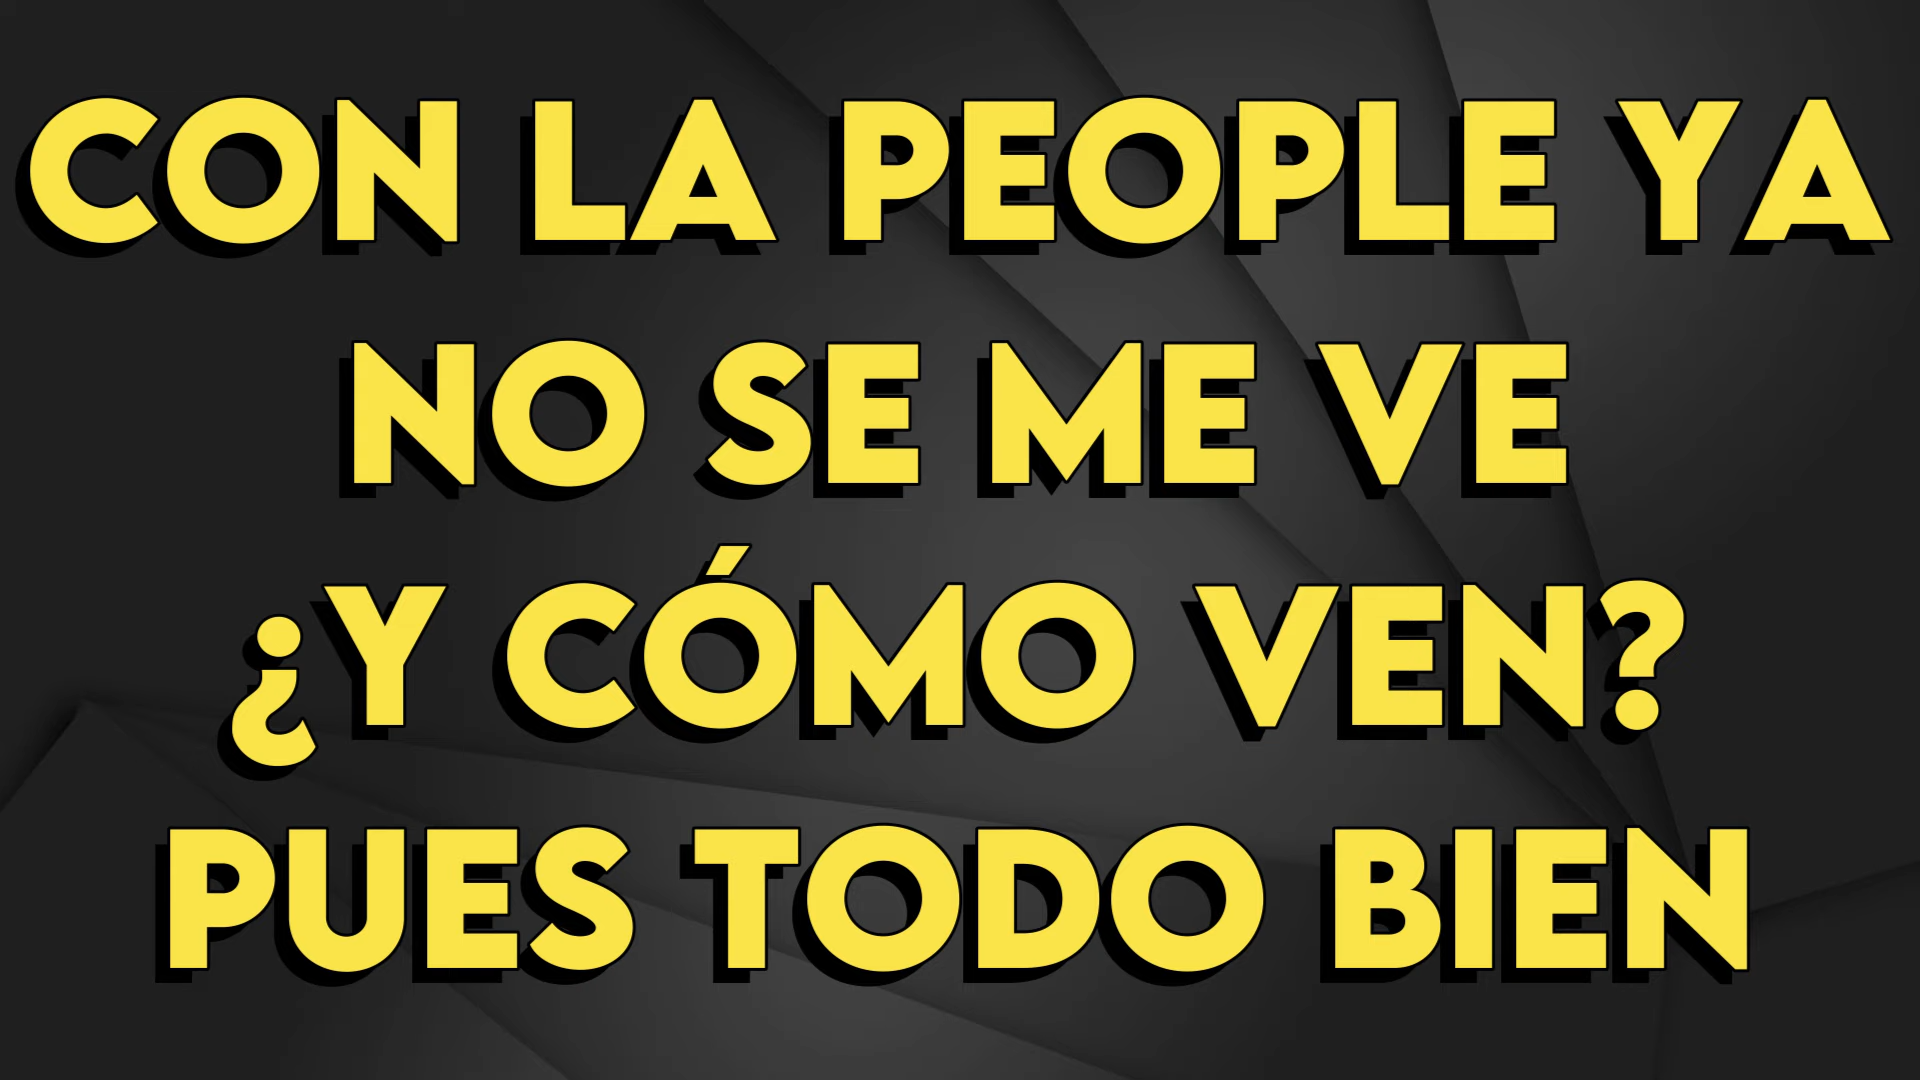 CON LA PEOPLE YA
NO SE ME VE
¿Y CÓMO VEN?
PUES TODO BIEN